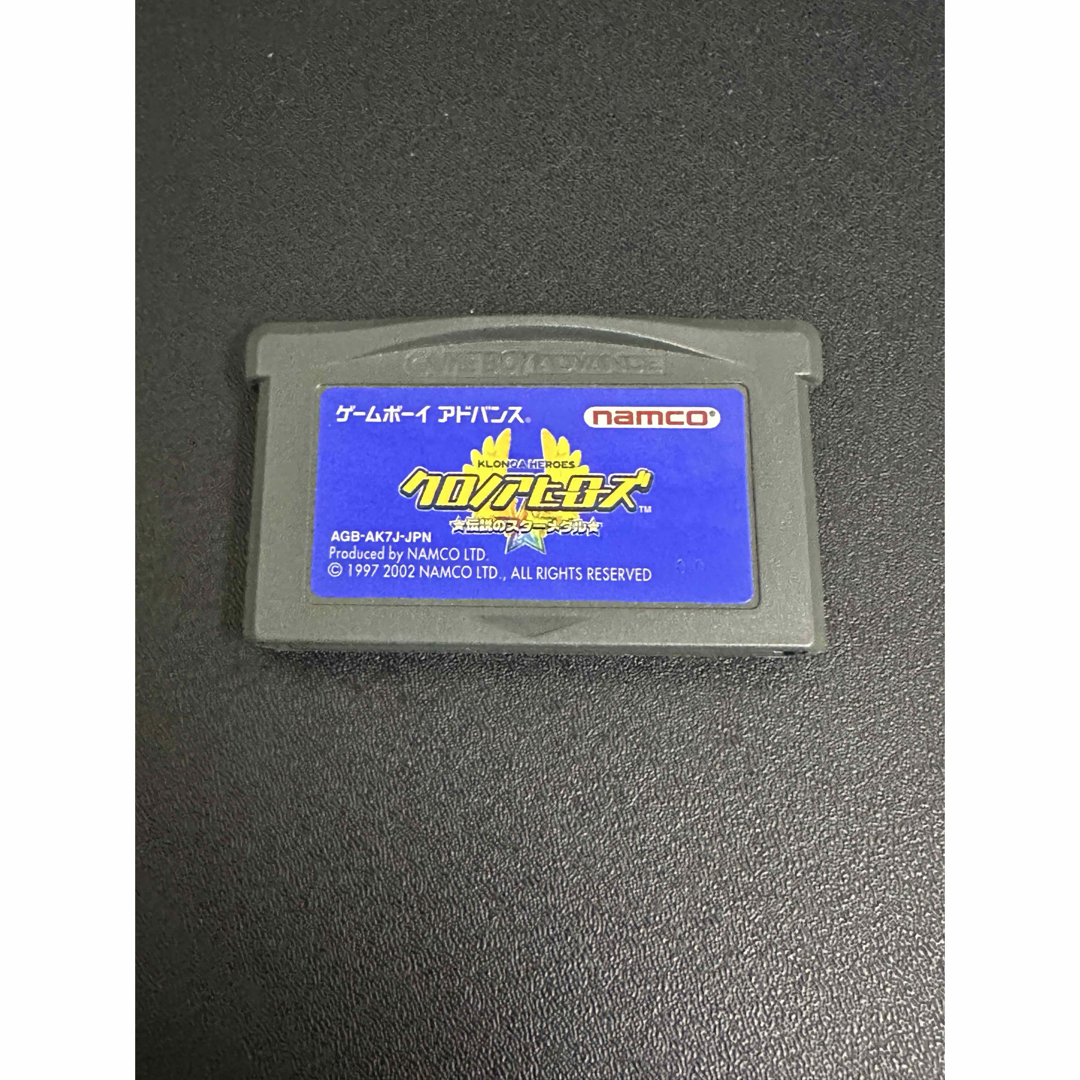 GAME BOY ADVANCE
ゲームボーイ アドバンス®
namco®
KLONOA HEROES
クロノアヒーローズ™
★伝説のスターメダル★
AGB-AK7J-JPN
Produced by NAMCO LTD.
© 1997 2002 NAMCO LTD., ALL RIGHTS RESERVED